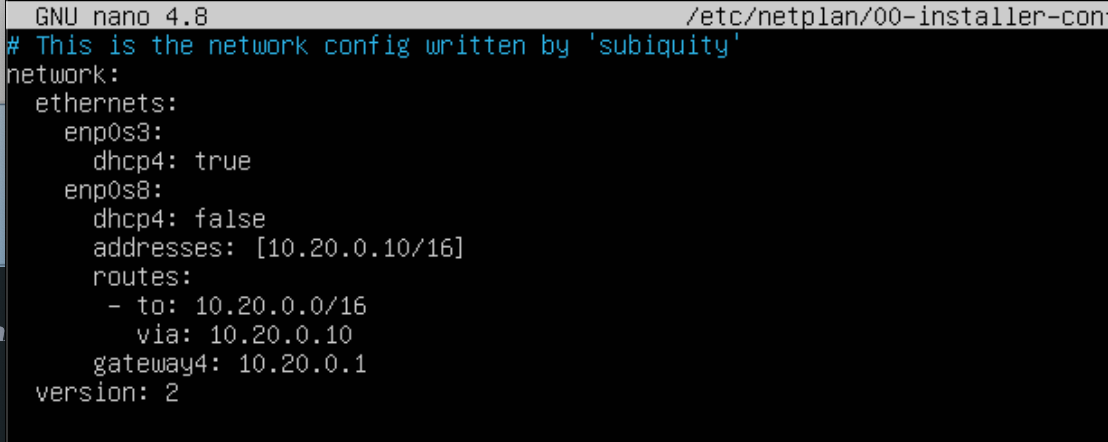 GNU nano 4.8 /etc/netplan/00-installer-con
# This is the network config written by 'subiquity'
network:
  ethernets:
    enp0s3:
      dhcp4: true
    enp0s8:
      dhcp4: false
      addresses: [10.20.0.10/16]
      routes:
       - to: 10.20.0.0/16
         via: 10.20.0.10
      gateway4: 10.20.0.1
  version: 2